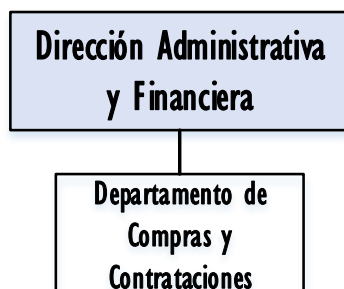 Dirección Administrativa
y Financiera
Departamento de
Compras y
Contrataciones